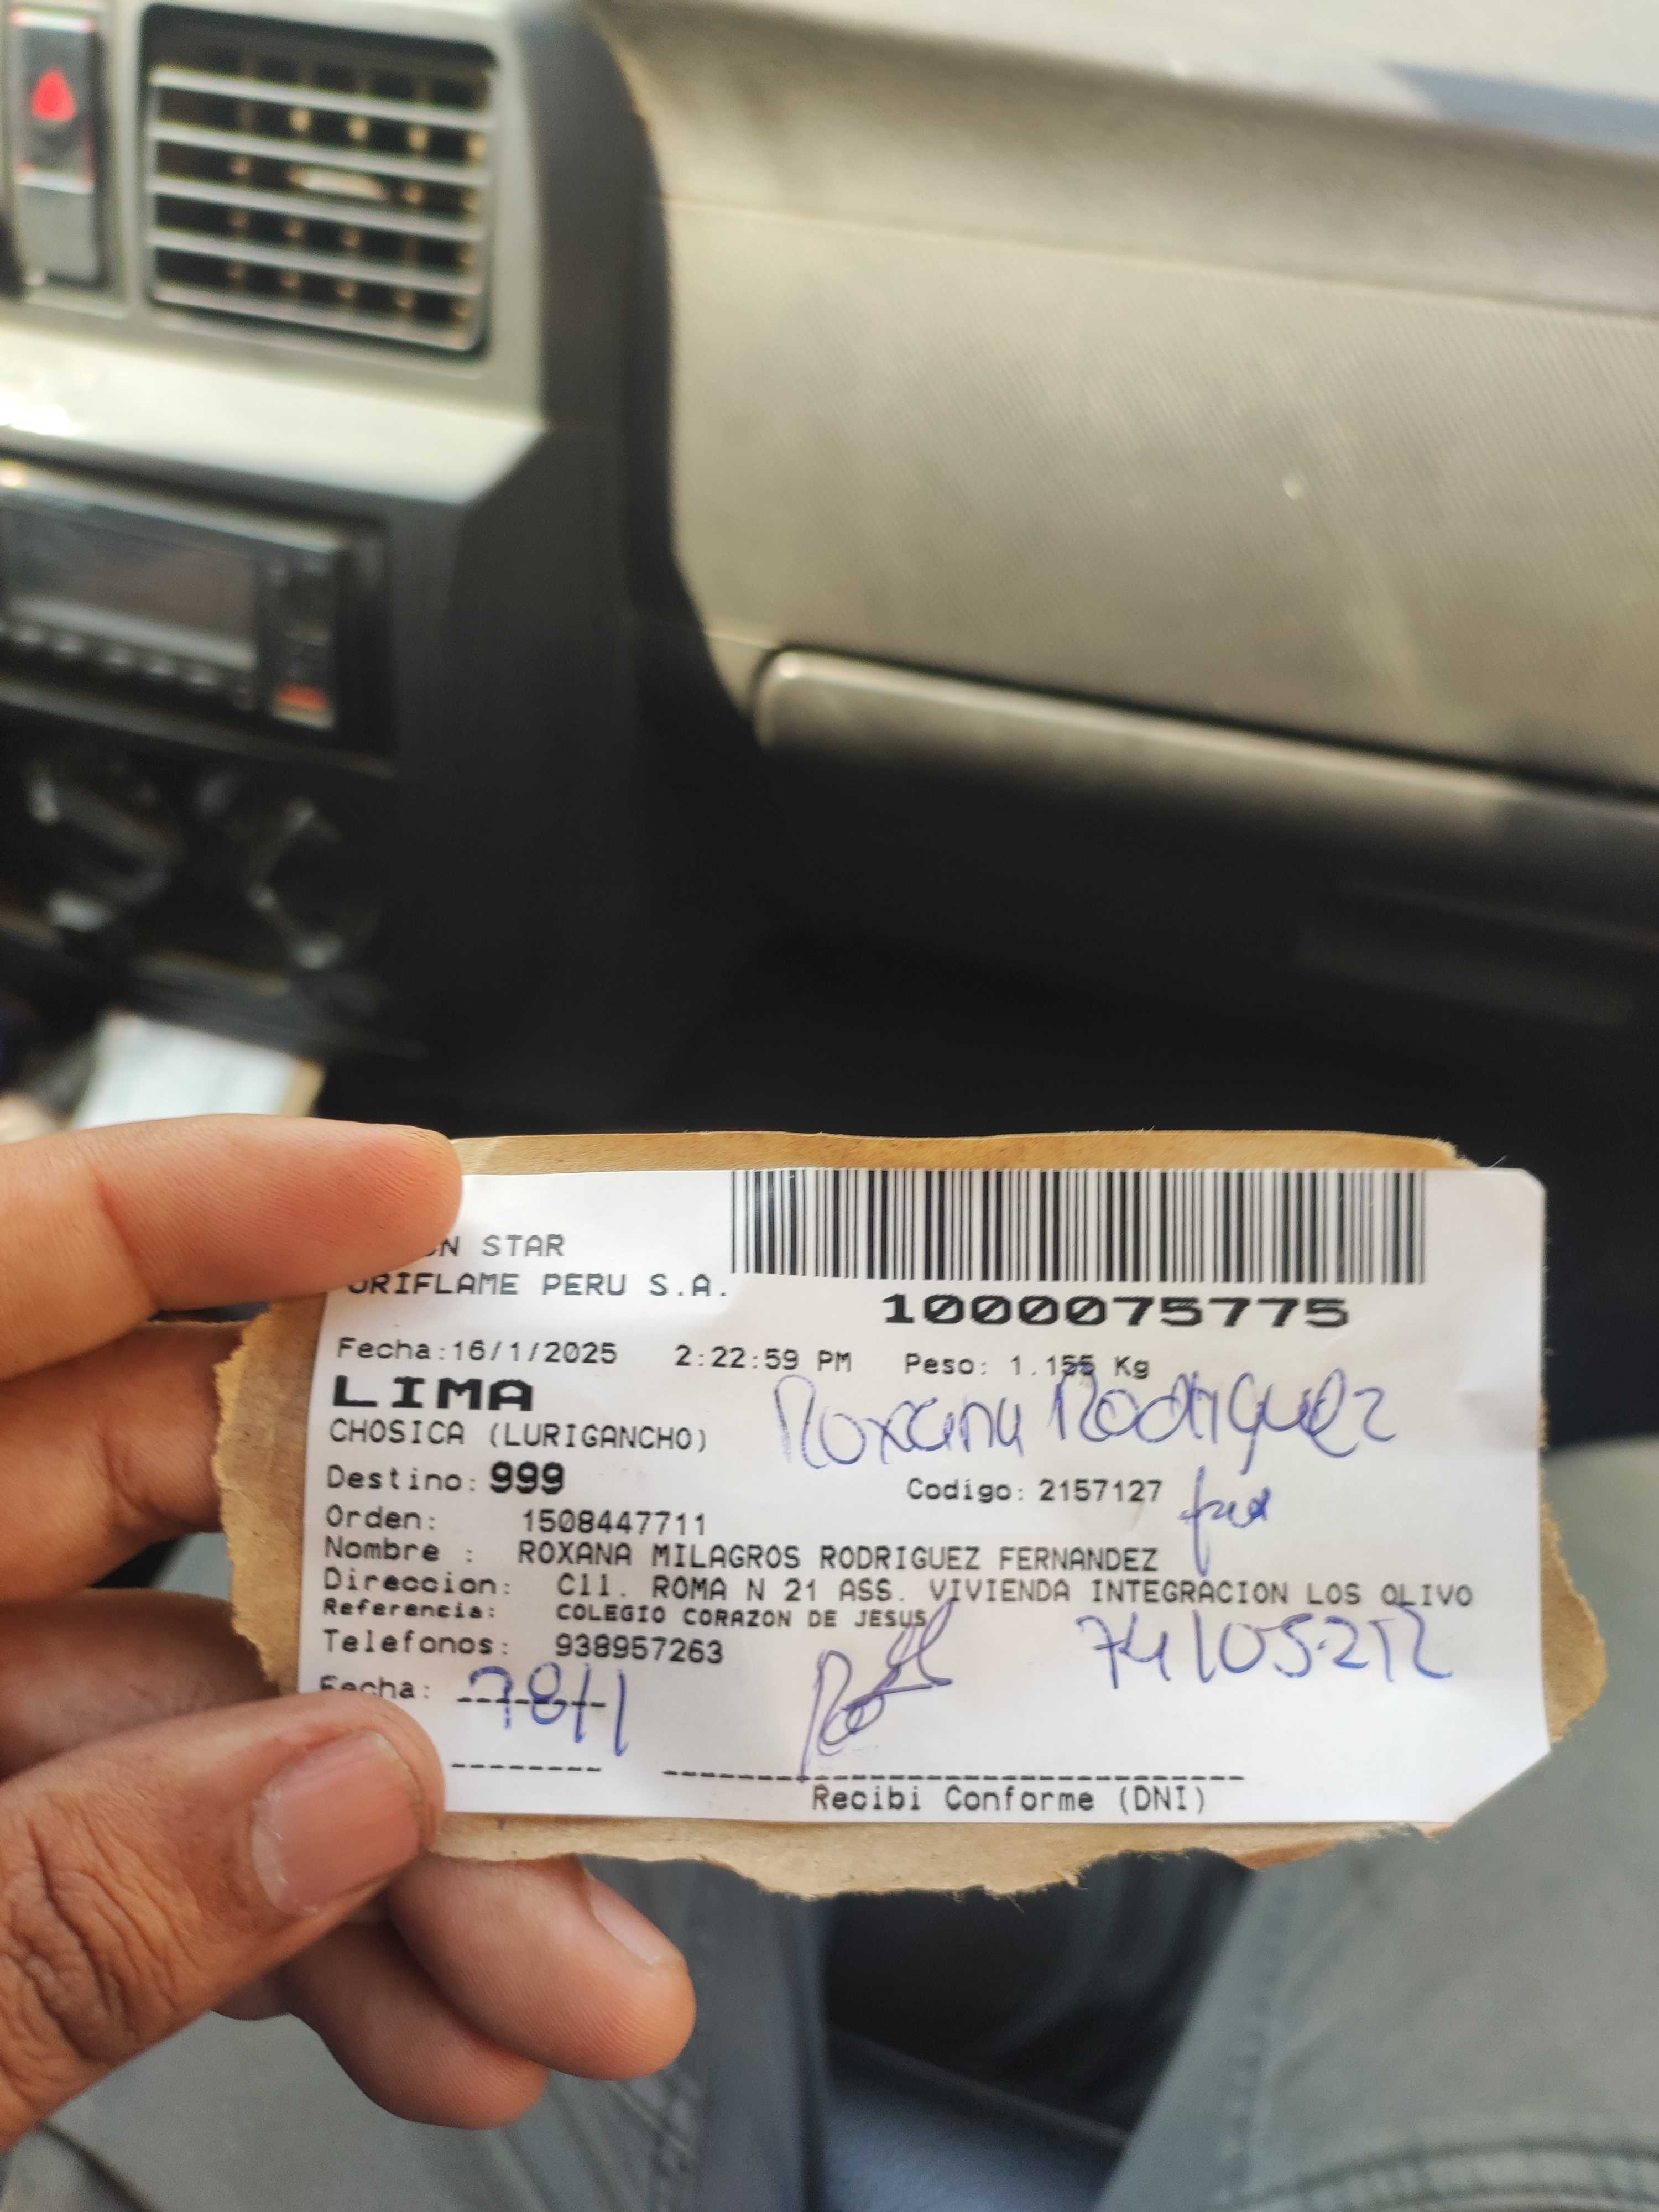 STAR
ORIFLAME PERU S.A.
1000075775
Fecha:16/1/2025 2:22:59 PM Peso: 1.155 Kg
LIMA
Roxana Rodriguez
CHOSICA (LURIGANCHO)
Destino: 999 Codigo: 2157127
Orden: 1508447711
Nombre : ROXANA MILAGROS RODRIGUEZ FERNANDEZ
Direccion: Cll. ROMA N 21 ASS. VIVIENDA INTEGRACION LOS OLIVO
Referencia: COLEGIO CORAZON DE JESUS
Telefonos: 938957263
Fecha:
Recibi Conforme (DNI)